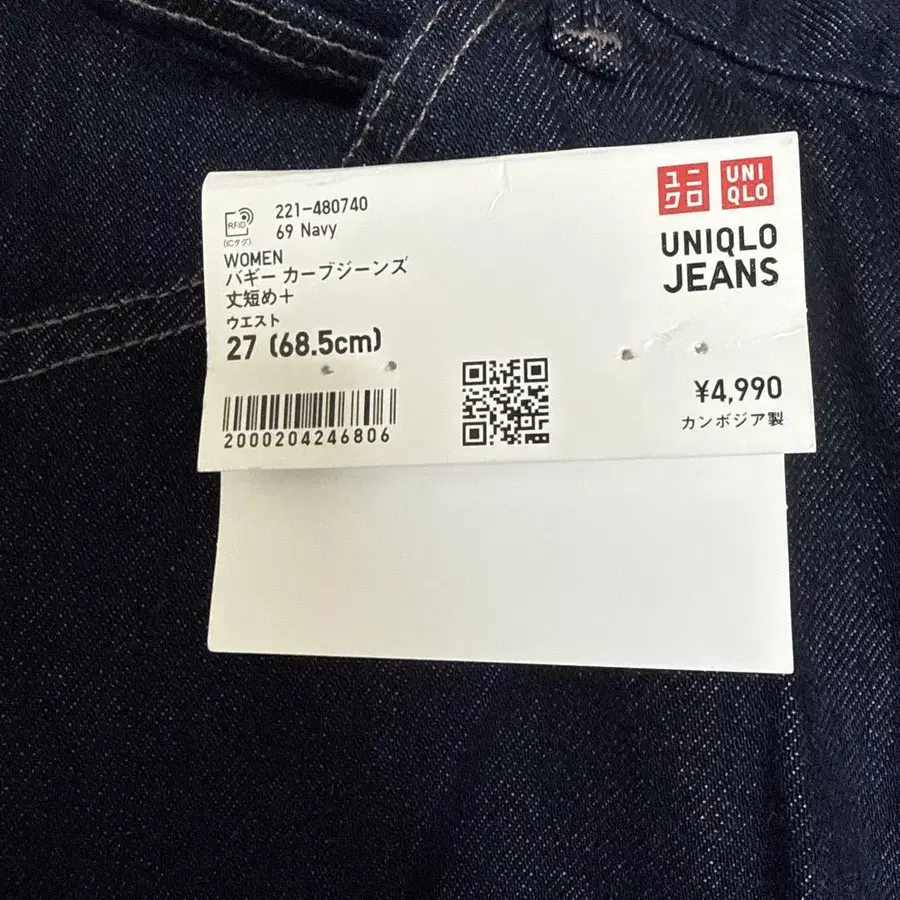 221-480740
69 Navy
RFID
(ICタグ)
WOMEN
バギー カーブジーンズ
丈短め+
ウエスト
27 (68.5cm)
2000204246806
ユニ
クロ
UNI
QLO
UNIQLO
JEANS
¥4,990
カンボジア製